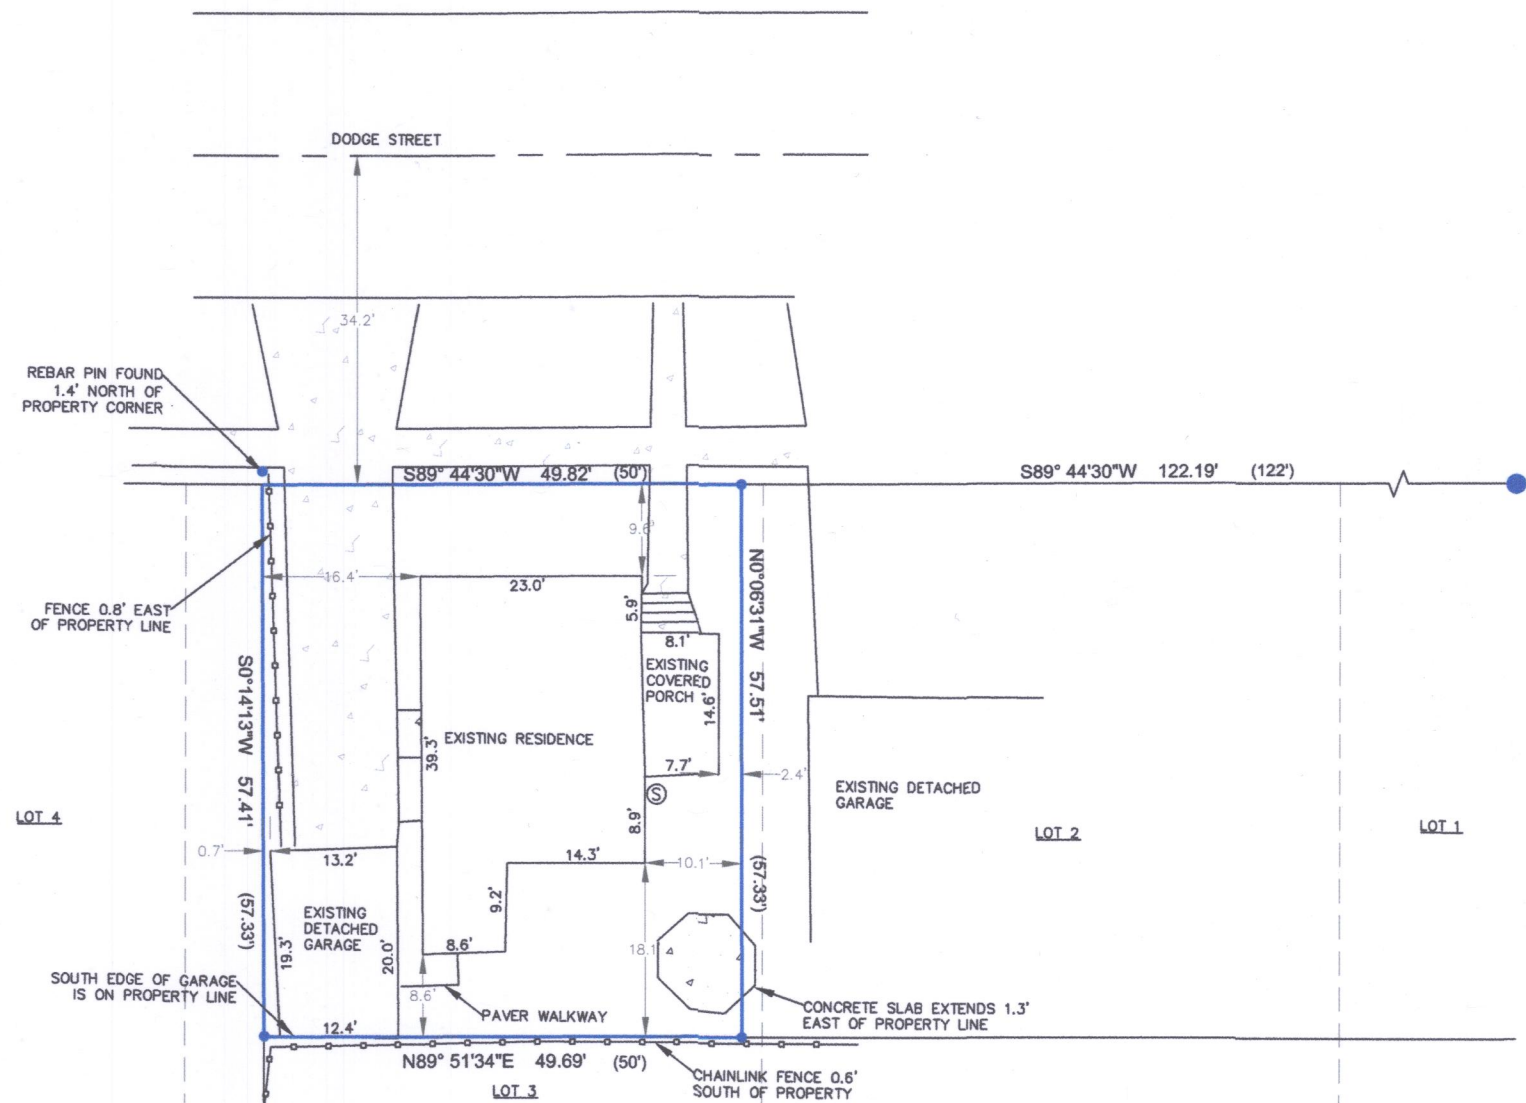 DODGE STREET
34.2'
REBAR PIN FOUND
1.4' NORTH OF
PROPERTY CORNER
S89° 44'30"W 49.82' (50')
S89° 44'30"W 122.19' (122')
9.6'
16.4'
23.0'
5.9'
8.1'
FENCE 0.8' EAST
OF PROPERTY LINE
EXISTING
COVERED
PORCH
14.6'
N0°06'31"W 57.51' (57.33')
S0°14'13"W 57.41' (57.33')
EXISTING RESIDENCE
39.3'
7.7'
2.4'
S
EXISTING DETACHED
GARAGE
LOT 4
LOT 2
LOT 1
8.9'
0.7'
13.2'
14.3'
10.1'
9.2'
EXISTING
DETACHED
GARAGE
19.3'
20.0'
8.6'
18.1'
8.6'
SOUTH EDGE OF GARAGE
IS ON PROPERTY LINE
12.4'
PAVER WALKWAY
CONCRETE SLAB EXTENDS 1.3'
EAST OF PROPERTY LINE
N89° 51'34"E 49.69' (50')
CHAINLINK FENCE 0.6'
SOUTH OF PROPERTY
LOT 3